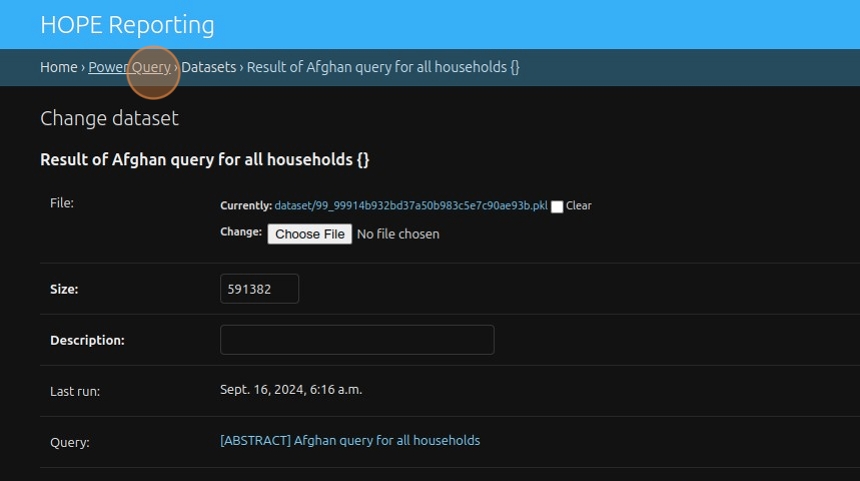 HOPE Reporting
Home › Power Query › Datasets › Result of Afghan query for all households {}
Change dataset
Result of Afghan query for all households {}
File:
Currently: dataset/99_99914b932bd37a50b983c5e7c90ae93b.pkl Clear
Change: Choose File No file chosen
Size: 591382
Description:
Last run: Sept. 16, 2024, 6:16 a.m.
Query: [ABSTRACT] Afghan query for all households